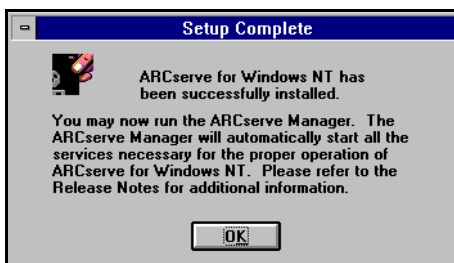 Setup Complete
ARCserve for Windows NT has
been successfully installed.
You may now run the ARCserve Manager. The
ARCserve Manager will automatically start all the
services necessary for the proper operation of
ARCserve for Windows NT. Please refer to the
Release Notes for additional information.
OK